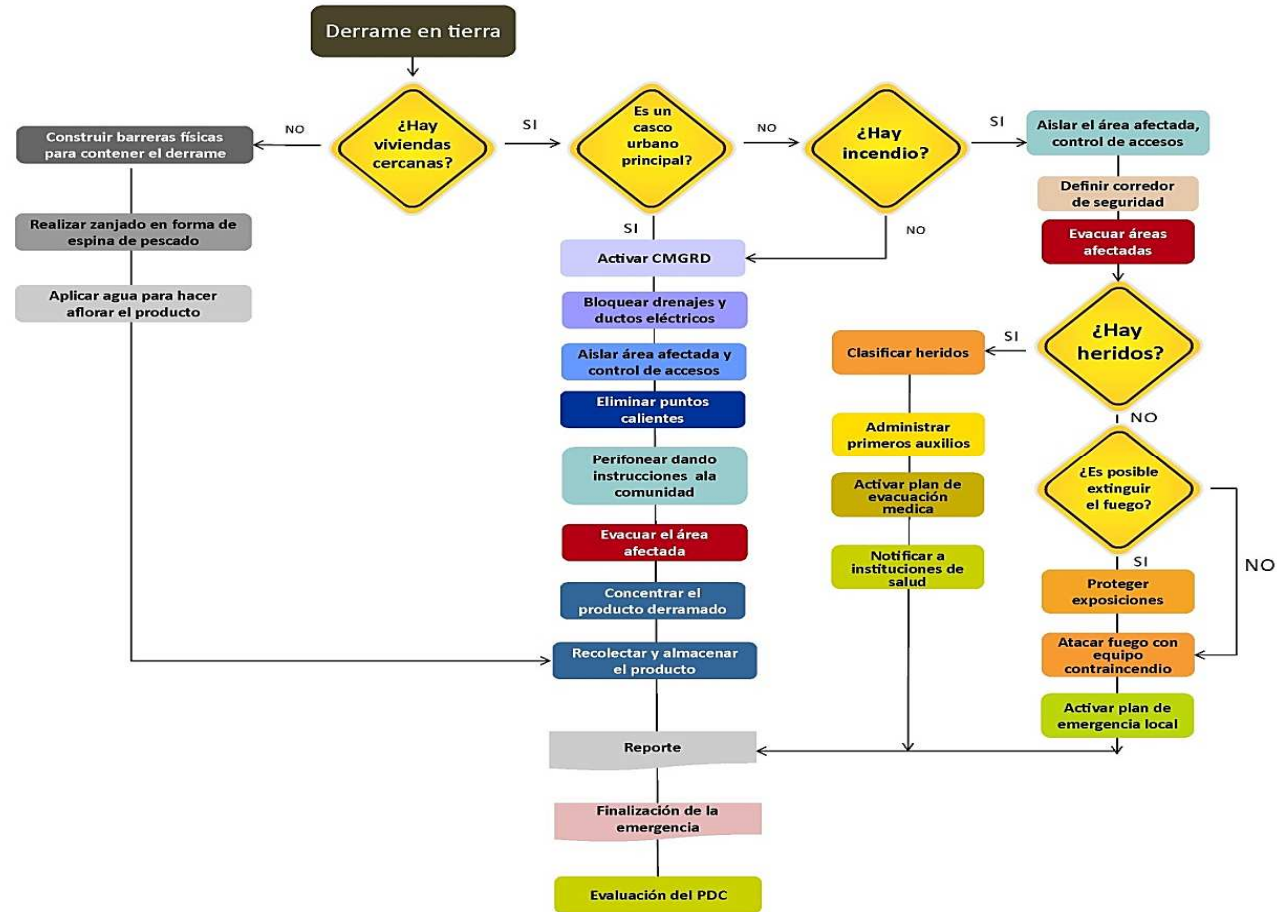 Derrame en tierra
¿Hay
viviendas
cercanas?
NO
SI
Construir barreras físicas
para contener el derrame
Realizar zanjado en forma de
espina de pescado
Aplicar agua para hacer
aflorar el producto
Es un
casco
urbano
principal?
NO
SI
¿Hay
incendio?
SI
NO
Activar CMGRD
Bloquear drenajes y
ductos eléctricos
Aislar área afectada y
control de accesos
Eliminar puntos
calientes
Perifonear dando
instrucciones ala
comunidad
Evacuar el área
afectada
Concentrar el
producto derramado
Recolectar y almacenar
el producto
Aislar el área afectada,
control de accesos
Definir corredor
de seguridad
Evacuar áreas
afectadas
¿Hay
heridos?
SI
NO
Clasificar heridos
Administrar
primeros auxilios
Activar plan de
evacuación medica
Notificar a
instituciones de
salud
¿Es posible
extinguir
el fuego?
SI
NO
Proteger
exposiciones
Atacar fuego con
equipo
contraincendio
Activar plan de
emergencia local
Reporte
Finalización de la
emergencia
Evaluación del PDC